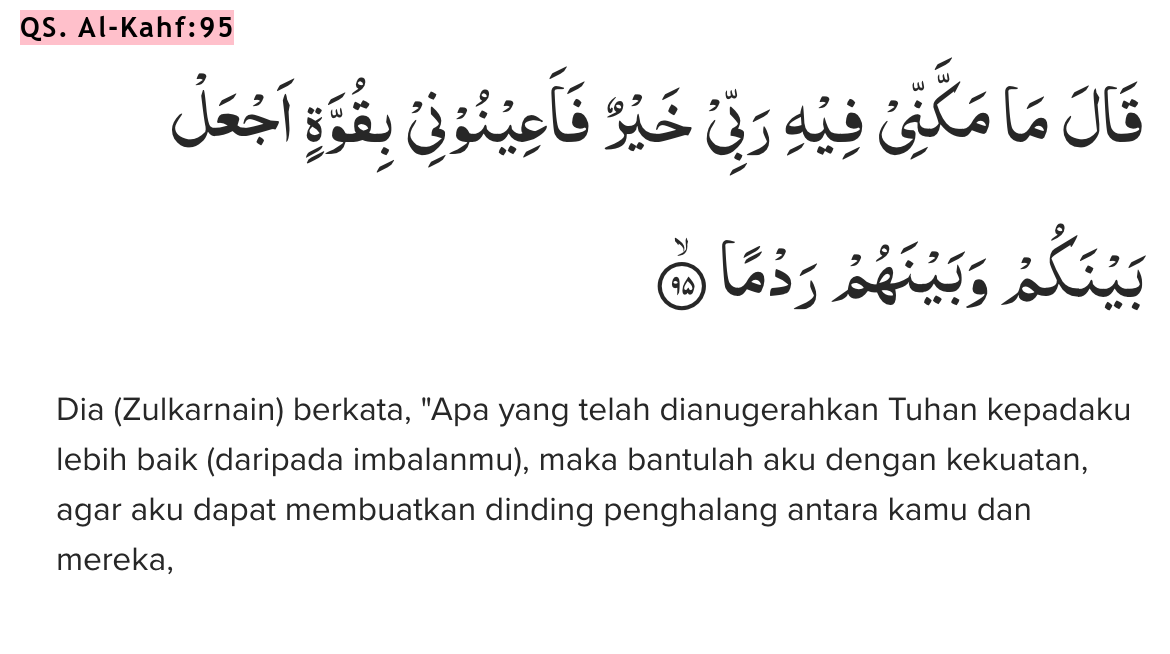 QS. Al-Kahf:95
قَالَ مَا مَكَّنِّيْ فِيْهِ رَبِّيْ خَيْرٌ فَاَعِيْنُوْنِيْ بِقُوَّةٍ اَجْعَلْ
بَيْنَكُمْ وَبَيْنَهُمْ رَدْمًا ۙ ٩٥
Dia (Zulkarnain) berkata, "Apa yang telah dianugerahkan Tuhan kepadaku
lebih baik (daripada imbalanmu), maka bantulah aku dengan kekuatan,
agar aku dapat membuatkan dinding penghalang antara kamu dan
mereka,